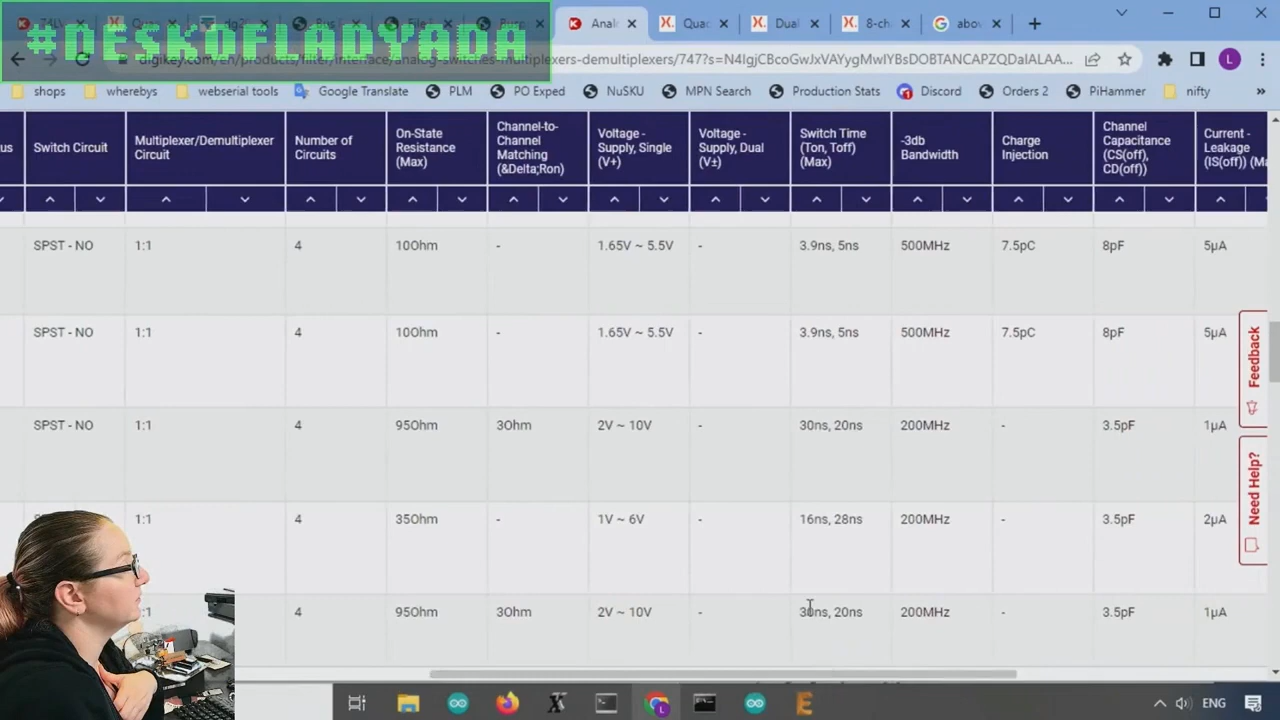 #DESKOFLADYADA
Anal
Quac
Dual
8-cha
abov
digikey.com/en/products/filter/interface/analog-switches-multiplexers-demultiplexers/747?s=N4IgjCBcoGwJxVAYygMwIYBsDOBTANCAPZQDaIALAA...
L
shops
whereby
webserial tools
Google Translate
PLM
PO Exped
NuSKU
MPN Search
Production Stats
Discord
Orders 2
PiHammer
nifty
»
us
Switch Circuit
Multiplexer/Demultiplexer Circuit
Number of Circuits
On-State Resistance (Max)
Channel-to-Channel Matching (&Delta;Ron)
Voltage - Supply, Single (V+)
Voltage - Supply, Dual (V±)
Switch Time (Ton, Toff) (Max)
-3db Bandwidth
Charge Injection
Channel Capacitance (CS(off), CD(off))
Current - Leakage (IS(off)) (Ma
SPST - NO 1:1 4 10Ohm - 1.65V ~ 5.5V - 3.9ns, 5ns 500MHz 7.5pC 8pF 5µA
SPST - NO 1:1 4 10Ohm - 1.65V ~ 5.5V - 3.9ns, 5ns 500MHz 7.5pC 8pF 5µA
SPST - NO 1:1 4 95Ohm 3Ohm 2V ~ 10V - 30ns, 20ns 200MHz - 3.5pF 1µA
1:1 4 35Ohm - 1V ~ 6V - 16ns, 28ns 200MHz - 3.5pF 2µA
:1 4 95Ohm 3Ohm 2V ~ 10V - 30ns, 20ns 200MHz - 3.5pF 1µA
Feedback
Need Help?
ENG